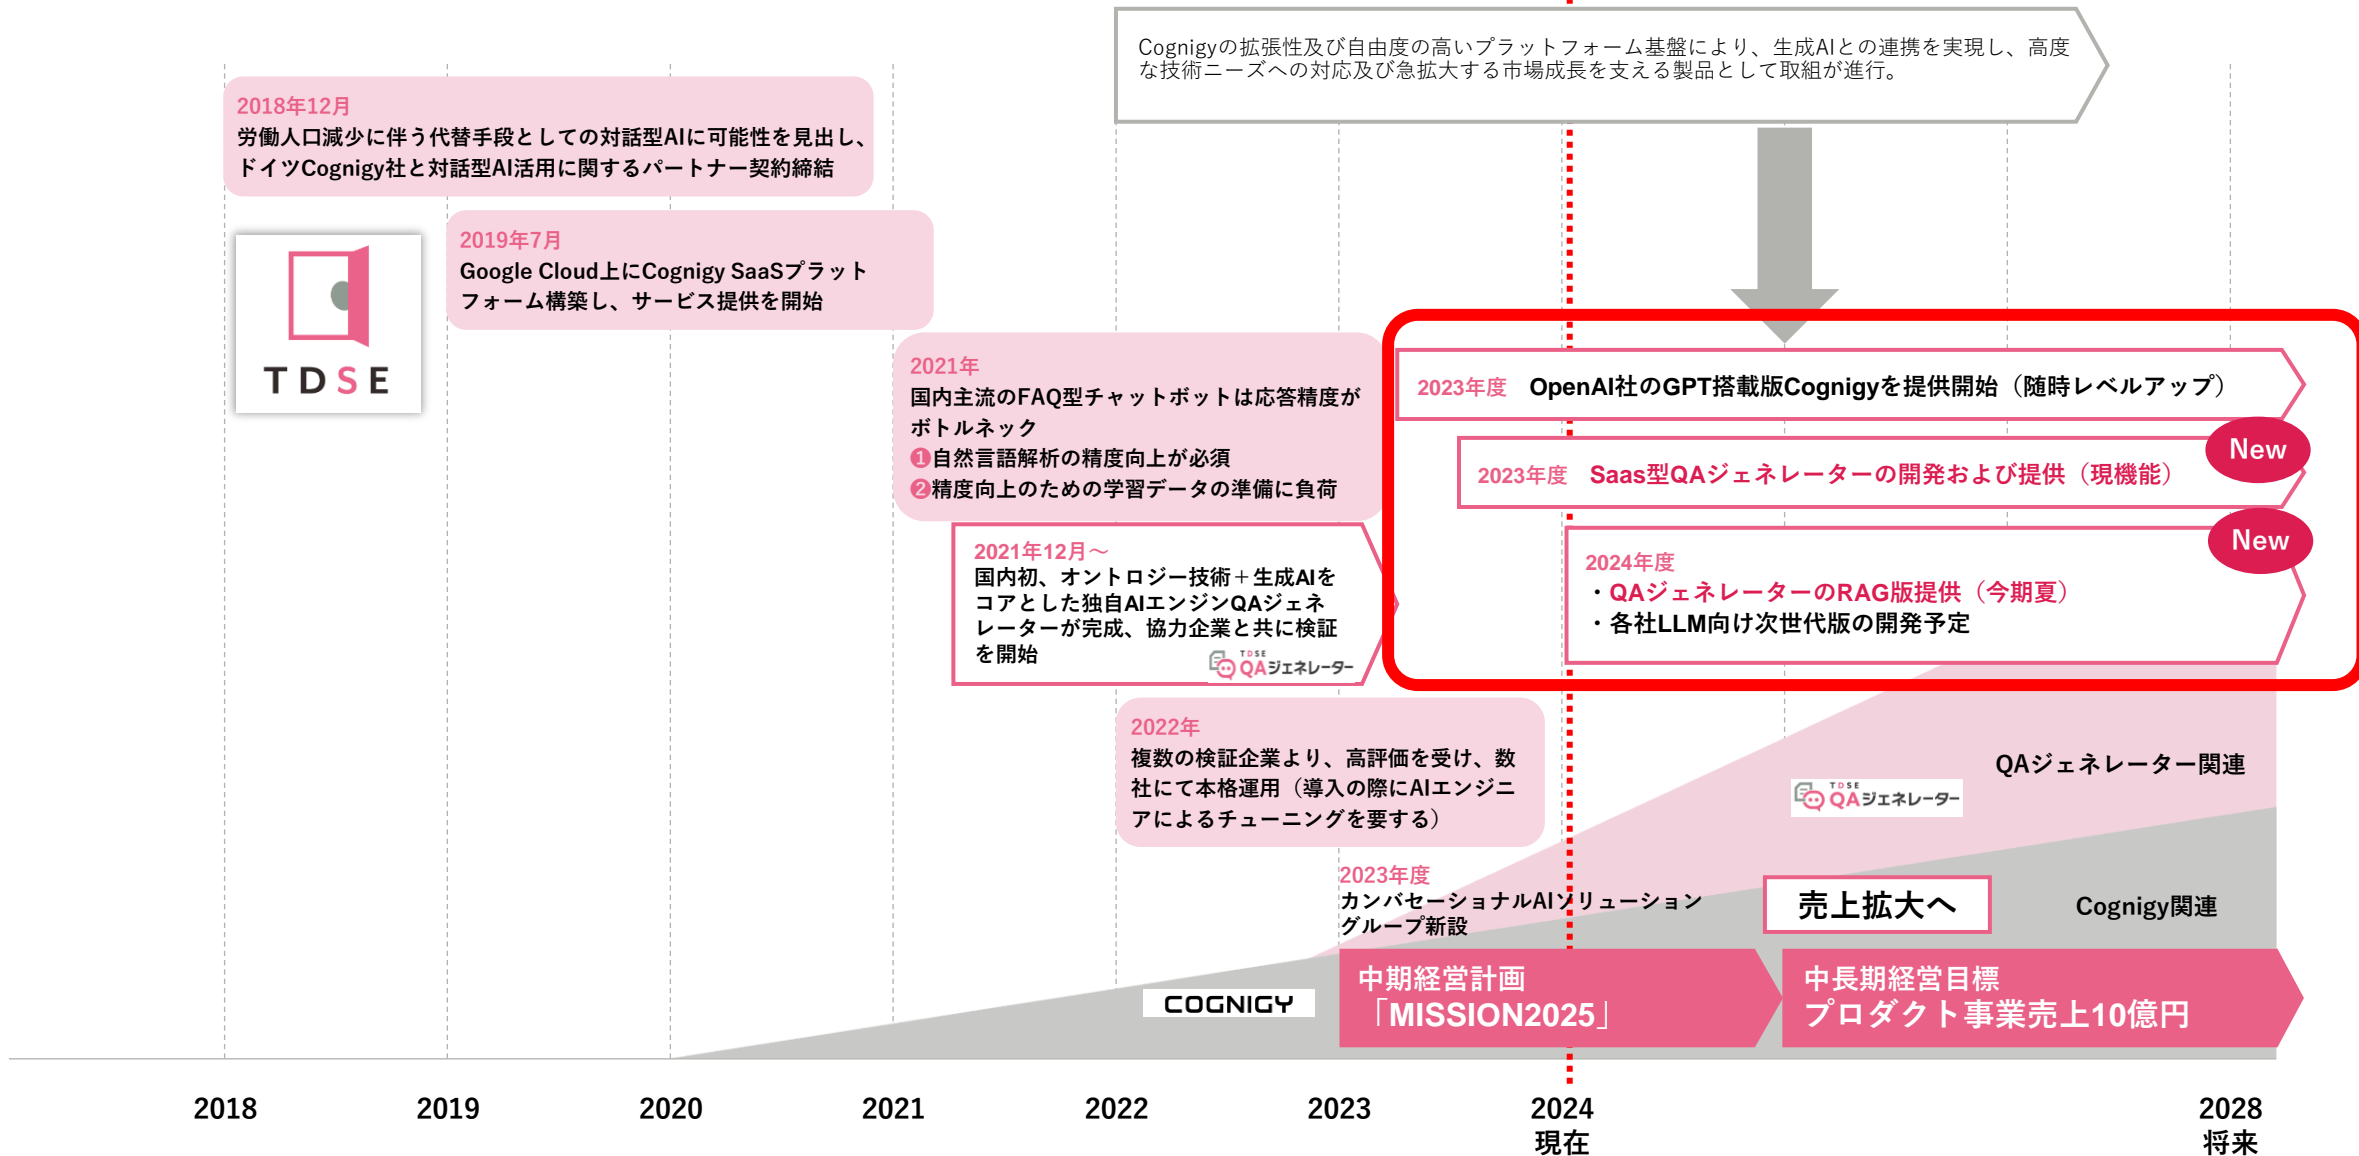 Cognigyの拡張性及び自由度の高いプラットフォーム基盤により、生成AIとの連携を実現し、高度
な技術ニーズへの対応及び急拡大する市場成長を支える製品として取組が進行。
2018年12月
労働人口減少に伴う代替手段としての対話型AIに可能性を見出し、
ドイツCognigy社と対話型AI活用に関するパートナー契約締結
TDSE
2019年7月
Google Cloud上にCognigy SaaSプラット
フォーム構築し、サービス提供を開始
2021年
国内主流のFAQ型チャットボットは応答精度が
ボトルネック
❶自然言語解析の精度向上が必須
❷精度向上のための学習データの準備に負荷
2021年12月～
国内初、オントロジー技術＋生成AIを
コアとした独自AIエンジンQAジェネ
レーターが完成、協力企業と共に検証
を開始
TDSE
QAジェネレーター
2023年度 OpenAI社のGPT搭載版Cognigyを提供開始（随時レベルアップ）
New
2023年度 Saas型QAジェネレーターの開発および提供（現機能）
New
2024年度
・QAジェネレーターのRAG版提供（今期夏）
・各社LLM向け次世代版の開発予定
2022年
複数の検証企業より、高評価を受け、数
社にて本格運用（導入の際にAIエンジニ
アによるチューニングを要する）
QAジェネレーター関連
TDSE
QAジェネレーター
2023年度
カンバセーショナルAIソリューション
グループ新設
売上拡大へ
Cognigy関連
COGNIGY
中期経営計画
「MISSION2025」
中長期経営目標
プロダクト事業売上10億円
2018 2019 2020 2021 2022 2023 2024 2028
現在 将来